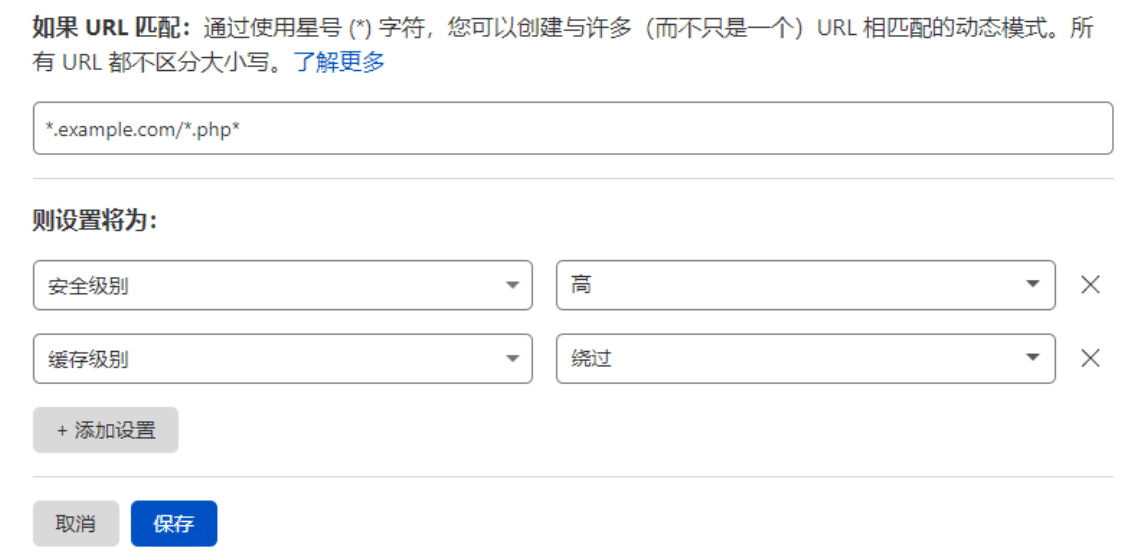 如果 URL 匹配：通过使用星号 (*) 字符，您可以创建与许多（而不只是一个）URL 相匹配的动态模式。所
有 URL 都不区分大小写。了解更多
*.example.com/*.php*
则设置将为：
安全级别 高
缓存级别 绕过
+ 添加设置
取消 保存